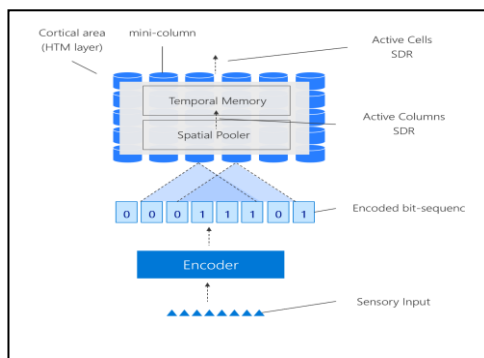 Cortical area
(HTM layer)
mini-column
Active Cells
SDR
Temporal Memory
Active Columns
SDR
Spatial Pooler
0 0 0 1 1 1 0 1
Encoded bit-sequenc
Encoder
Sensory Input